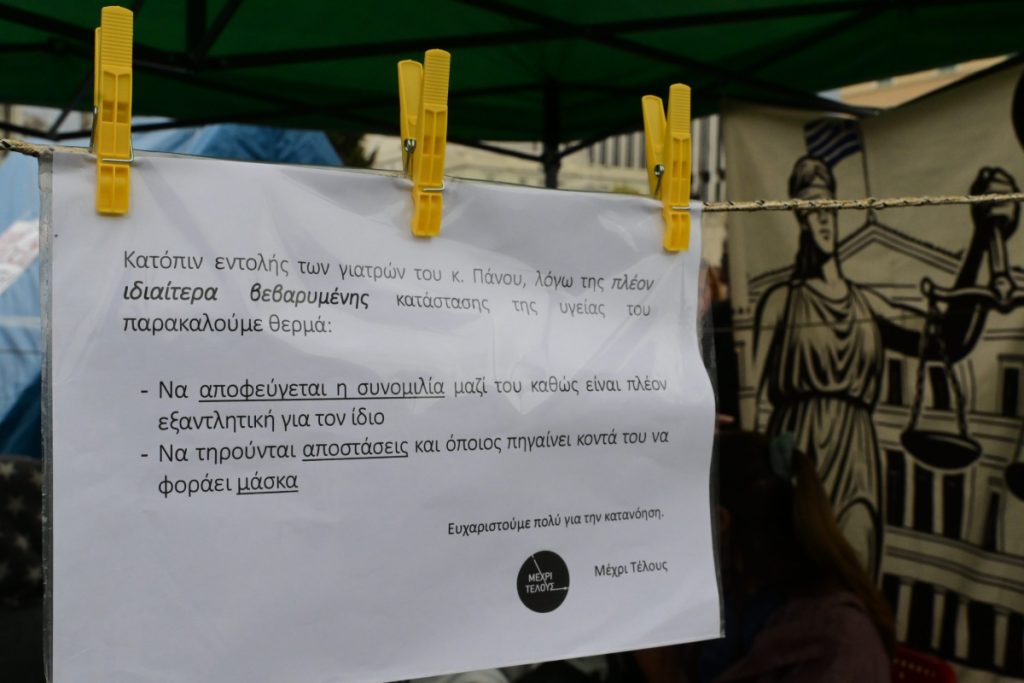 Κατόπιν εντολής των γιατρών του κ. Πάνου, λόγω της πλέον
ιδιαίτερα βεβαρυμένης κατάστασης της υγείας του
παρακαλούμε θερμά:
- Να αποφεύγεται η συνομιλία μαζί του καθώς είναι πλέον
εξαντλητική για τον ίδιο
- Να τηρούνται αποστάσεις και όποιος πηγαίνει κοντά του να
φοράει μάσκα
Ευχαριστούμε πολύ για την κατανόηση.
ΜΕΧΡΙ
ΤΕΛΟΥΣ
Μέχρι Τέλους